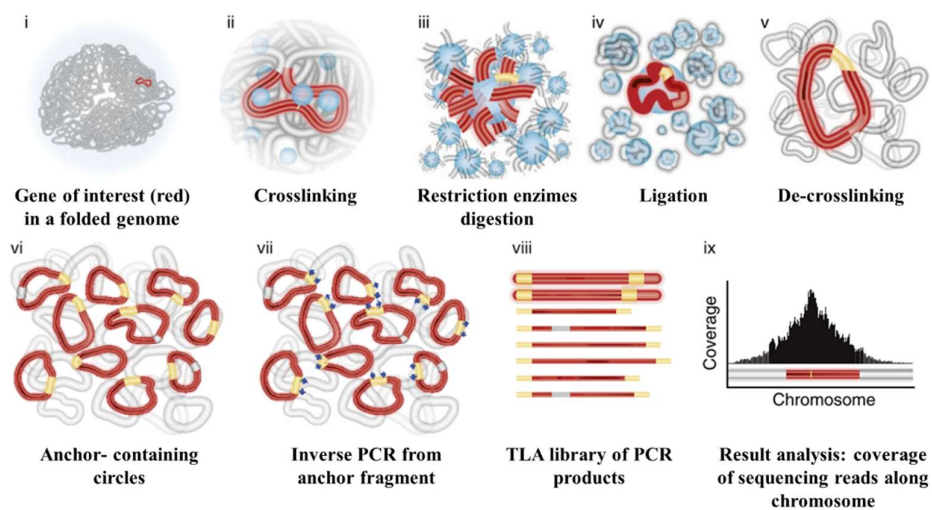 i
Gene of interest (red)
in a folded genome
ii
Crosslinking
iii
Restriction enzimes
digestion
iv
Ligation
v
De-crosslinking
vi
Anchor- containing
circles
vii
Inverse PCR from
anchor fragment
viii
TLA library of PCR
products
ix
Coverage
Chromosome
Result analysis: coverage
of sequencing reads along
chromosome